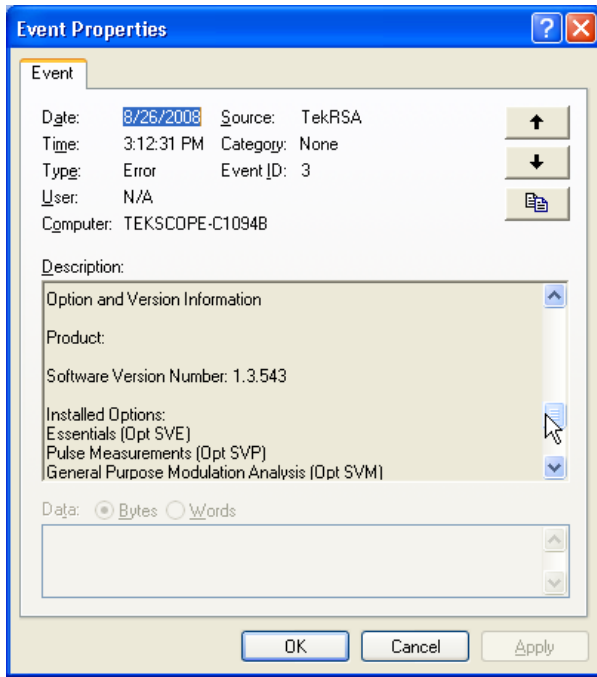 Event Properties
Event
Date: 8/26/2008 Source: TekRSA
Time: 3:12:31 PM Category: None
Type: Error Event ID: 3
User: N/A
Computer: TEKSCOPE-C1094B
Description:
Option and Version Information
Product:
Software Version Number: 1.3.543
Installed Options:
Essentials (Opt SVE)
Pulse Measurements (Opt SVP)
General Purpose Modulation Analysis (Opt SVM)
Data: Bytes Words
OK Cancel Apply